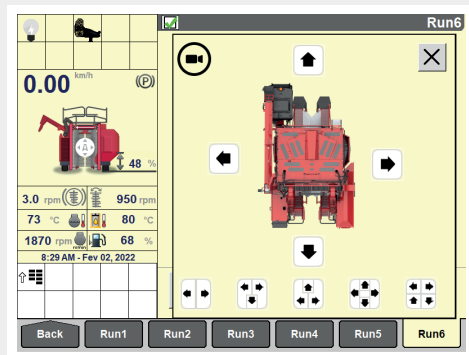 Run6
0.00 km/h (P)
A
48 %
3.0 rpm 950 rpm
73 °C 80 °C
1870 rpm 68 %
8:29 AM - Fev 02, 2022
Back Run1 Run2 Run3 Run4 Run5 Run6